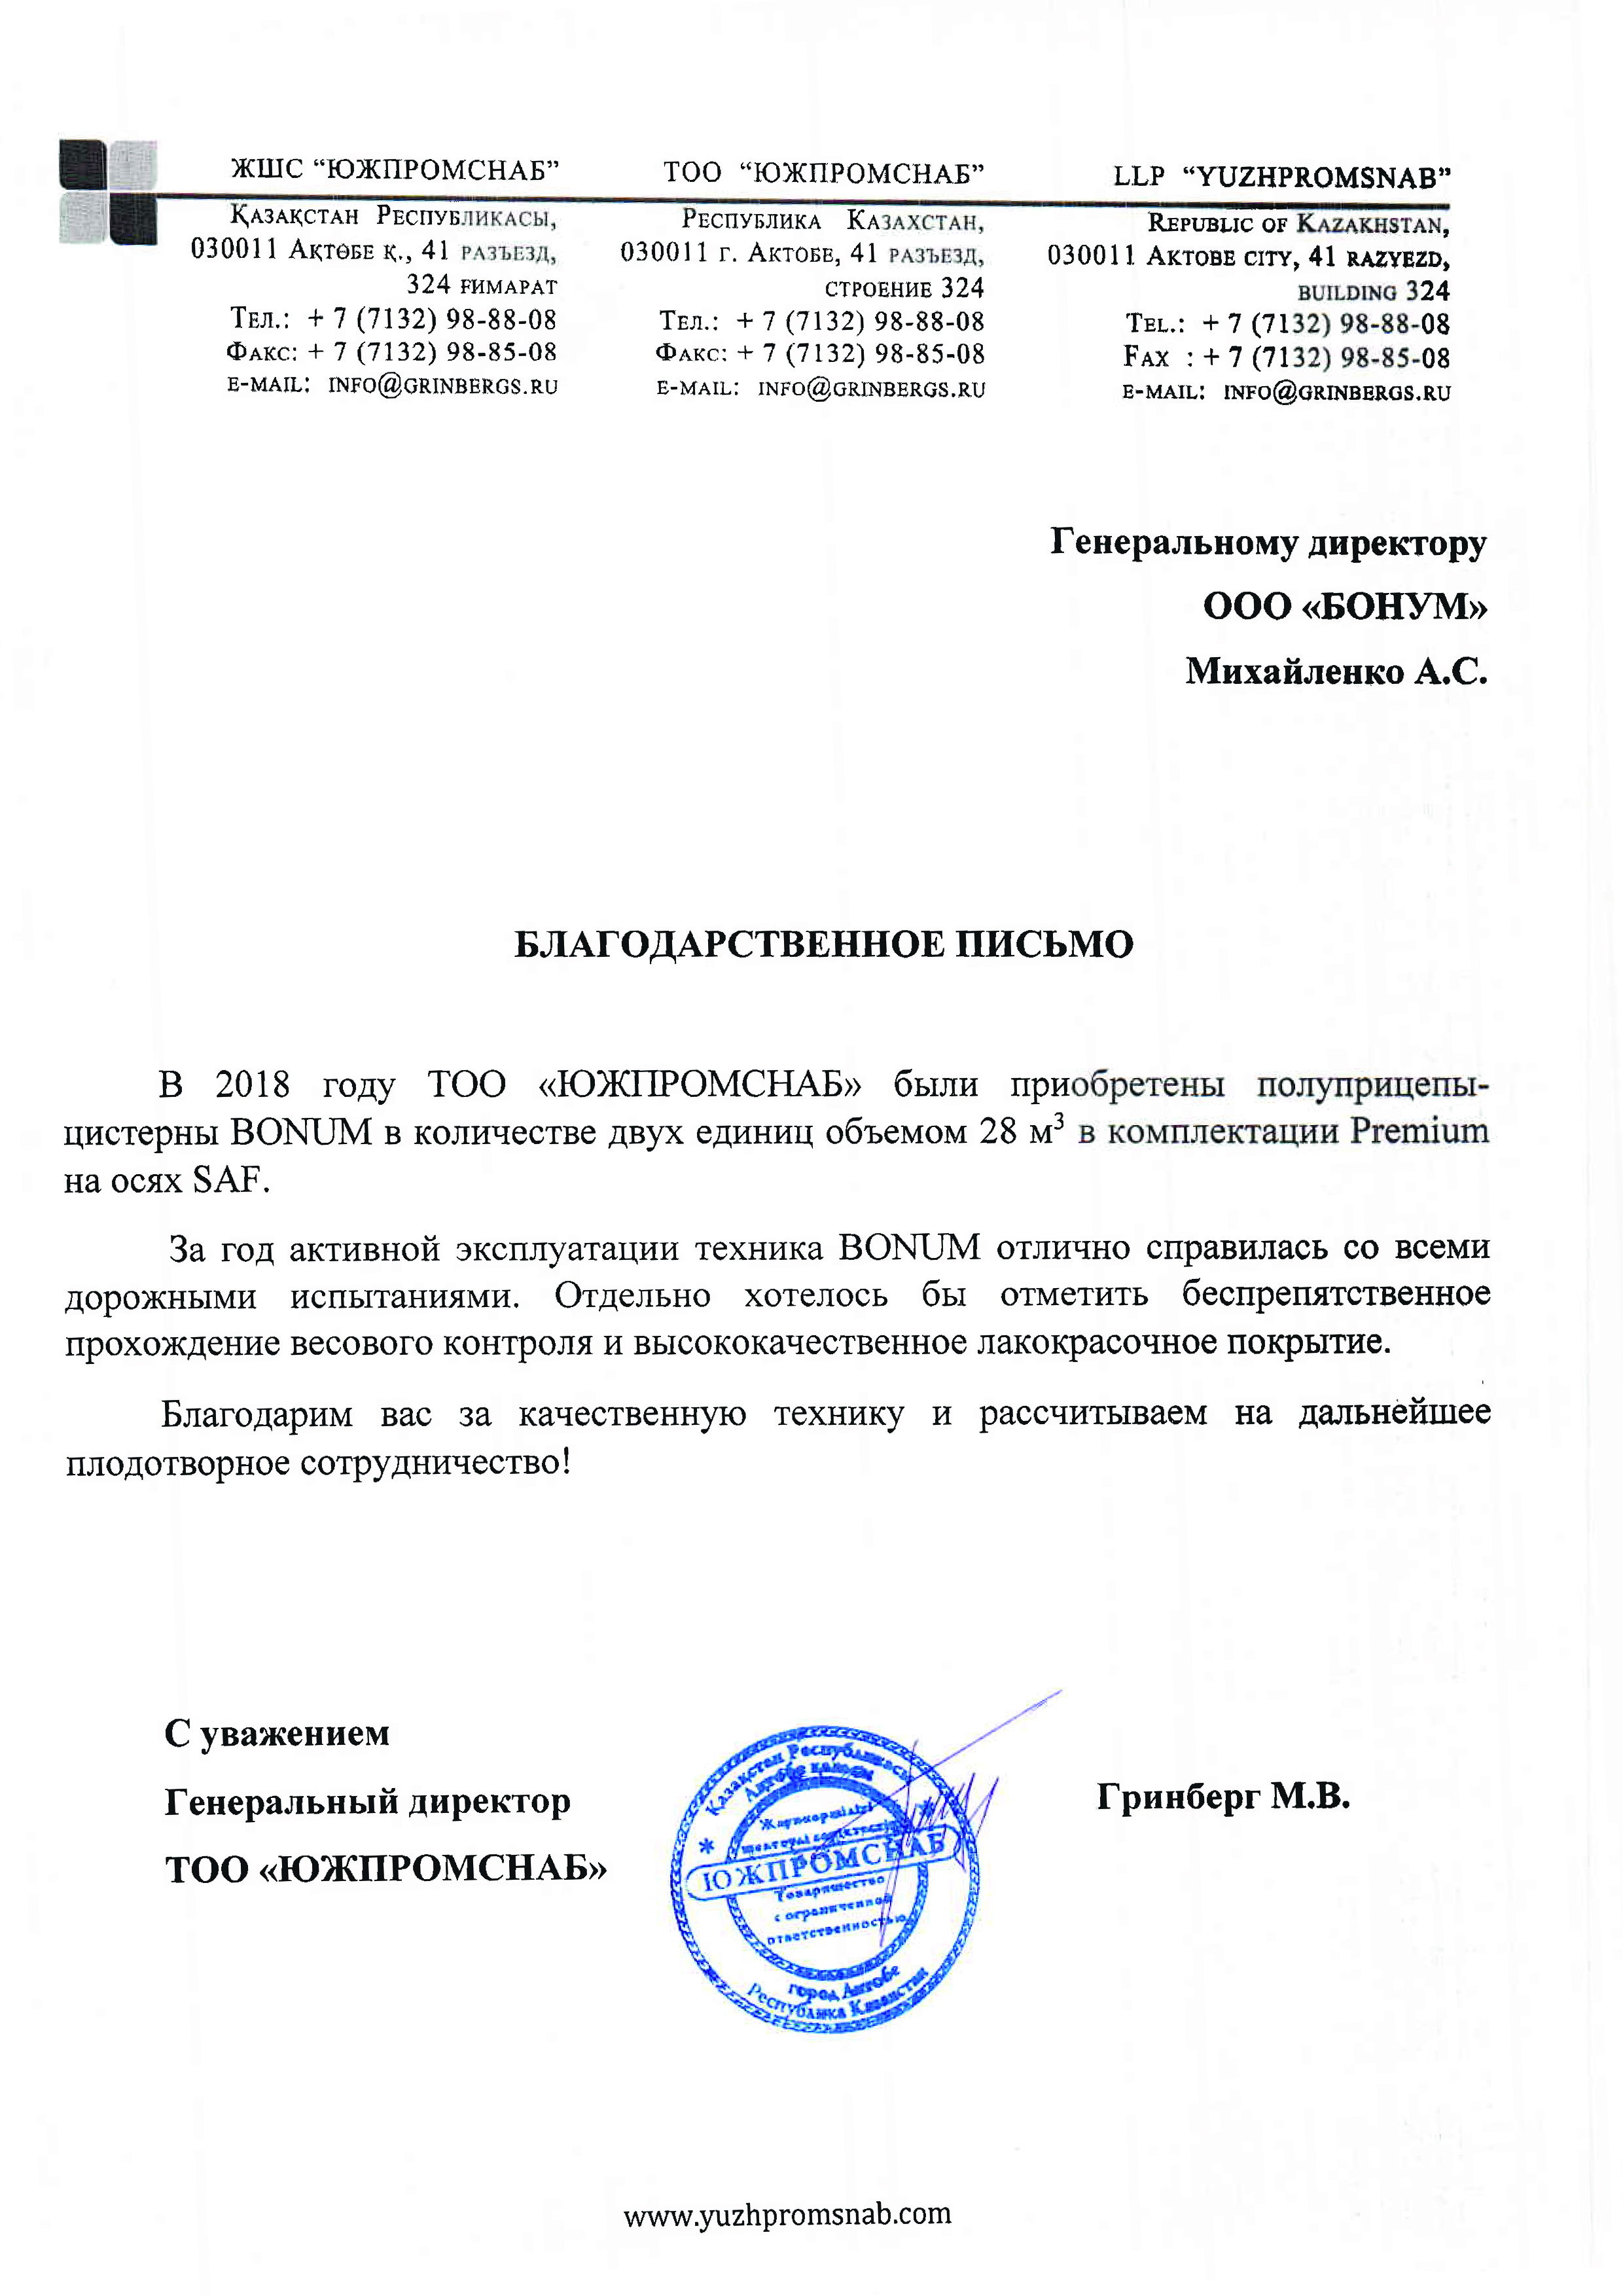 ЖШС “ЮЖПРОМСНАБ”
ҚАЗАҚСТАН РЕСПУБЛИКАСЫ,
030011 АҚТӨБЕ Қ., 41 РАЗЪЕЗД,
324 ҒИМАРАТ
ТЕЛ.: + 7 (7132) 98-88-08
ФАКС: + 7 (7132) 98-85-08
E-MAIL: INFO@GRINBERGS.RU
ТОО “ЮЖПРОМСНАБ”
РЕСПУБЛИКА КАЗАХСТАН,
030011 Г. АКТОБЕ, 41 РАЗЪЕЗД,
СТРОЕНИЕ 324
ТЕЛ.: + 7 (7132) 98-88-08
ФАКС: + 7 (7132) 98-85-08
E-MAIL: INFO@GRINBERGS.RU
LLP “YUZHPROMSNAB”
REPUBLIC OF KAZAKHSTAN,
030011 AKTOBE CITY, 41 RAZYEZD,
BUILDING 324
TEL.: + 7 (7132) 98-88-08
FAX : + 7 (7132) 98-85-08
E-MAIL: INFO@GRINBERGS.RU
Генеральному директору
ООО «БОНУМ»
Михайленко А.С.
БЛАГОДАРСТВЕННОЕ ПИСЬМО
В 2018 году ТОО «ЮЖПРОМСНАБ» были приобретены полуприцепы-
цистерны BONUM в количестве двух единиц объемом 28 м³ в комплектации Premium
на осях SAF.
За год активной эксплуатации техника BONUM отлично справилась со всеми
дорожными испытаниями. Отдельно хотелось бы отметить беспрепятственное
прохождение весового контроля и высококачественное лакокрасочное покрытие.
Благодарим вас за качественную технику и рассчитываем на дальнейшее
плодотворное сотрудничество!
С уважением
Генеральный директор
ТОО «ЮЖПРОМСНАБ»
Гринберг М.В.
Қазақстан Республикасы
Ақтөбе қаласы
ЮЖПРОМСНАБ
Товарищество
с ограниченной
ответственностью
город Актобе
Республика Казахстан
www.yuzhpromsnab.com